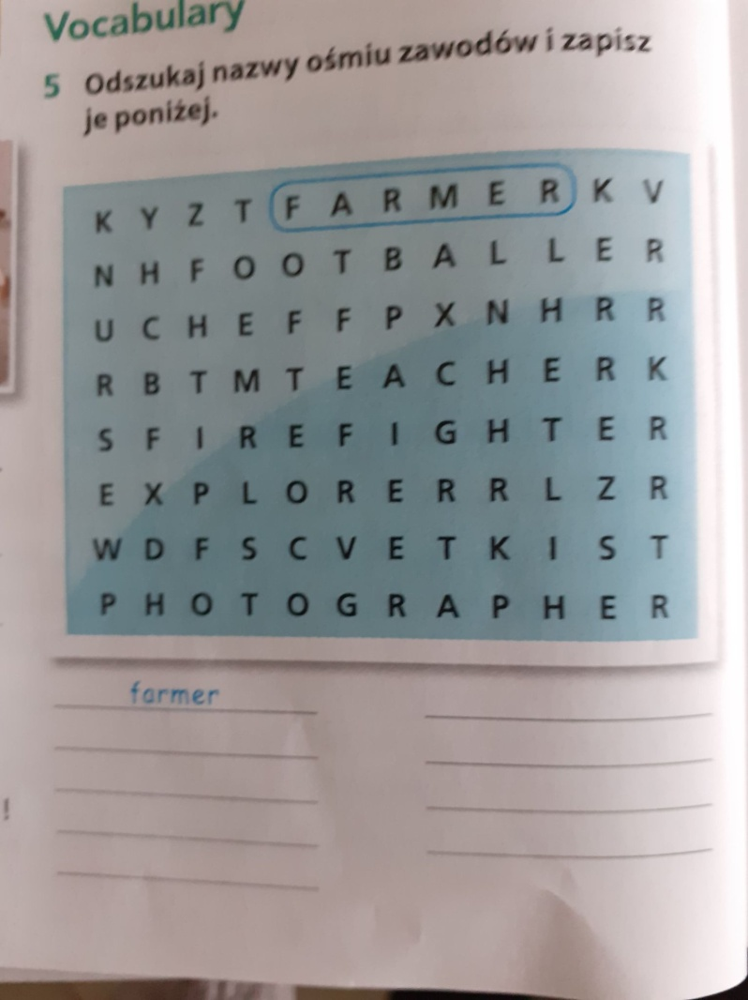 Vocabulary
5 Odszukaj nazwy ośmiu zawodów i zapisz
je poniżej.
K Y Z T F A R M E R K V
N H F O O T B A L L E R
U C H E F F P X N H R R
R B T M T E A C H E R K
S F I R E F I G H T E R
E X P L O R E R R L Z R
W D F S C V E T K I S T
P H O T O G R A P H E R
farmer
!